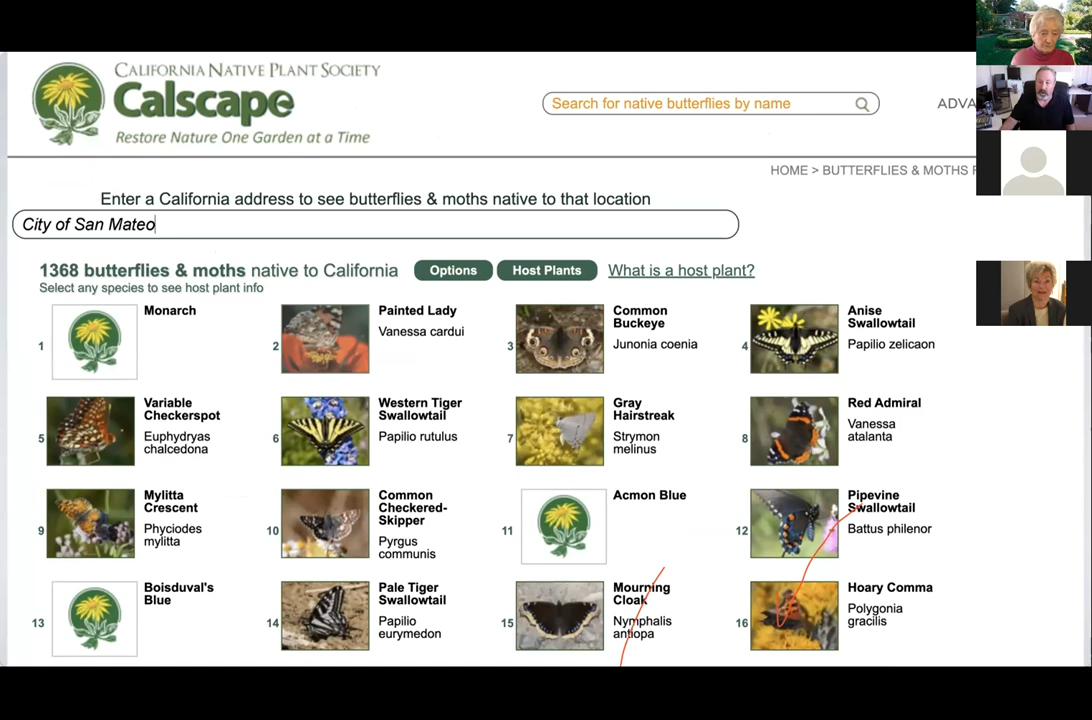 CALIFORNIA NATIVE PLANT SOCIETY
Calscape
Restore Nature One Garden at a Time
Search for native butterflies by name
ADVA
HOME > BUTTERFLIES & MOTHS F
Enter a California address to see butterflies & moths native to that location
City of San Mateo
1368 butterflies & moths native to California
Options
Host Plants
What is a host plant?
Select any species to see host plant info
1
Monarch
2
Painted Lady
Vanessa cardui
3
Common
Buckeye
Junonia coenia
4
Anise
Swallowtail
Papilio zelicaon
5
Variable
Checkerspot
Euphydryas
chalcedona
6
Western Tiger
Swallowtail
Papilio rutulus
7
Gray
Hairstreak
Strymon
melinus
8
Red Admiral
Vanessa
atalanta
9
Mylitta
Crescent
Phyciodes
mylitta
10
Common
Checkered-
Skipper
Pyrgus
communis
11
Acmon Blue
12
Pipevine
Swallowtail
Battus philenor
13
Boisduval's
Blue
14
Pale Tiger
Swallowtail
Papilio
eurymedon
15
Mourning
Cloak
Nymphalis
antiopa
16
Hoary Comma
Polygonia
gracilis